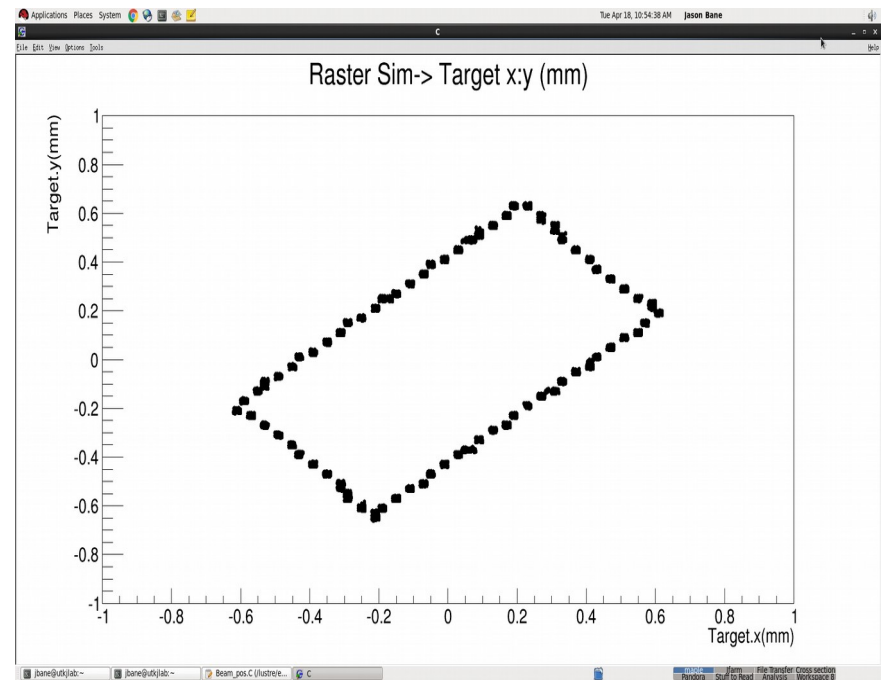 Applications Places System Tue Apr 18, 10:54:38 AM Jason Bane
C
File Edit View Options Tools Help
Raster Sim-> Target x:y (mm)
Target.y(mm)
1
0.8
0.6
0.4
0.2
0
-0.2
-0.4
-0.6
-0.8
-1
-1 -0.8 -0.6 -0.4 -0.2 0 0.2 0.4 0.6 0.8 1
Target.x(mm)
jbane@utkjlab:~ jbane@utkjlab:~ Beam_pos.C (/lustre/e... C
maple Ifarm File Transfer Cross section
Pandora Stuff to Read Analysis Workspace 8